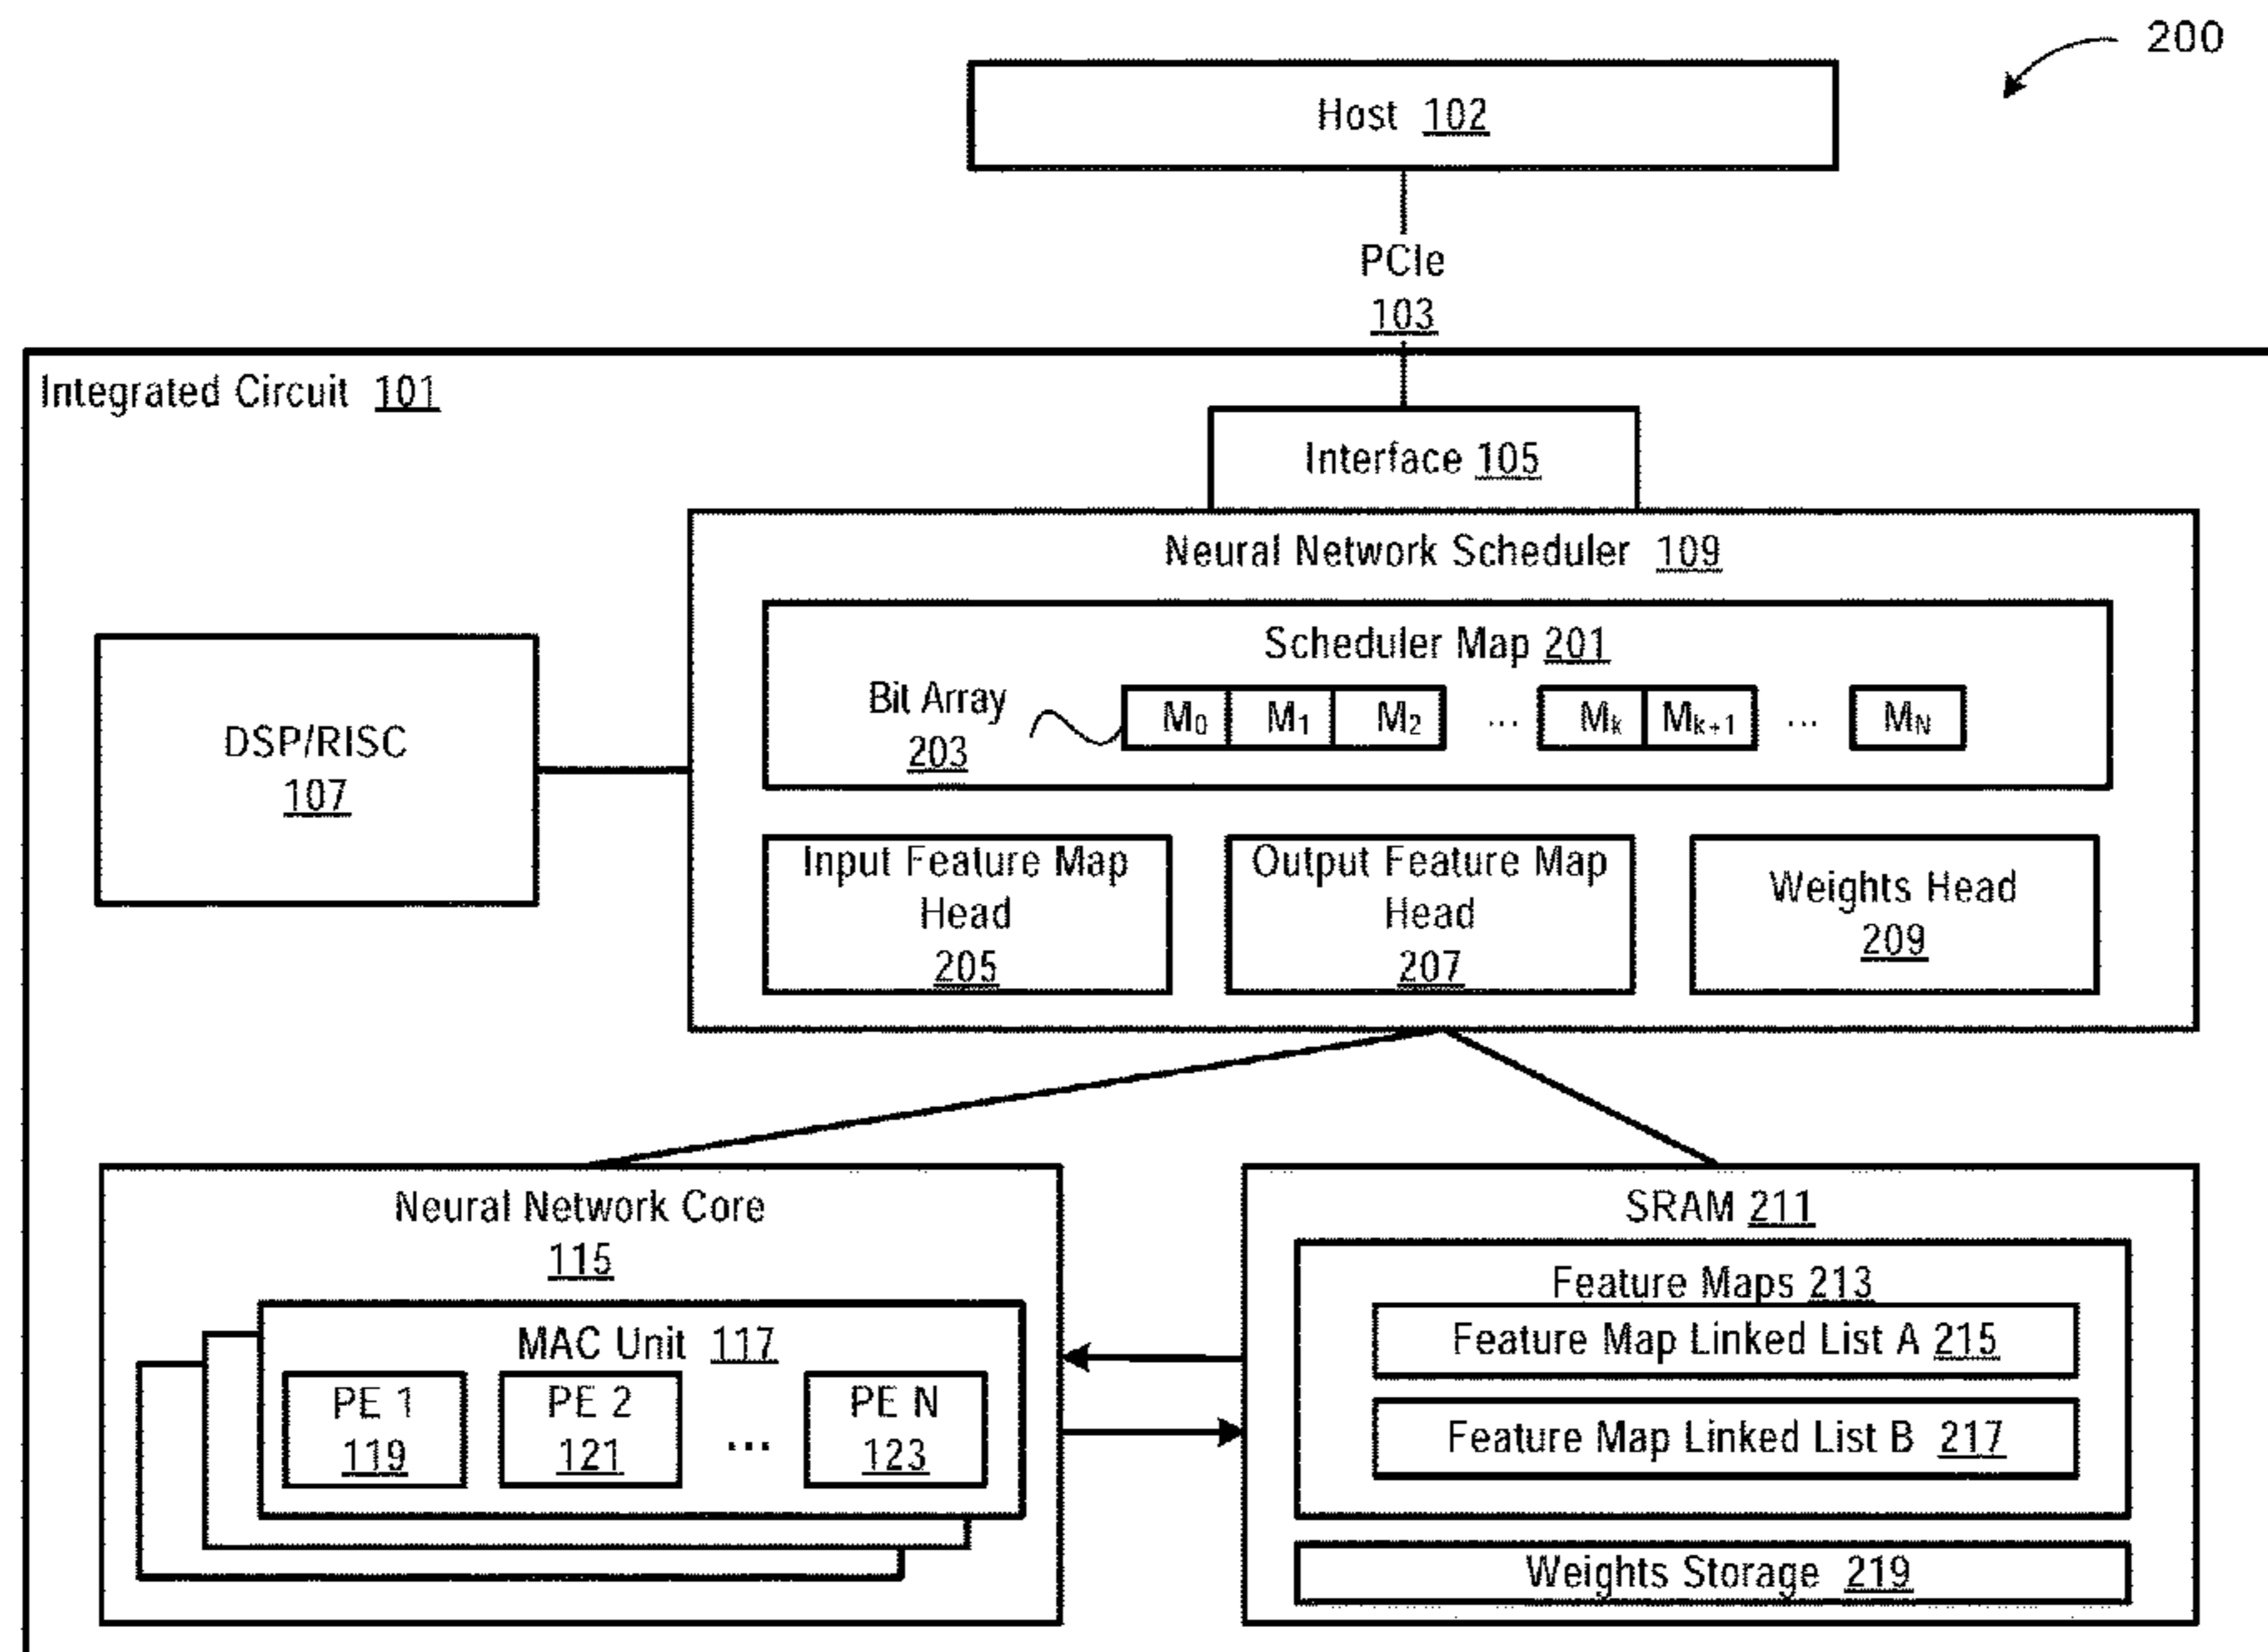 200
Host 102
PCIe
103
Integrated Circuit 101
Interface 105
Neural Network Scheduler 109
Scheduler Map 201
Bit Array
203
M0 M1 M2 ... Mk Mk+1 ... MN
DSP/RISC
107
Input Feature Map
Head
205
Output Feature Map
Head
207
Weights Head
209
Neural Network Core
115
MAC Unit 117
PE 1
119
PE 2
121
...
PE N
123
SRAM 211
Feature Maps 213
Feature Map Linked List A 215
Feature Map Linked List B 217
Weights Storage 219